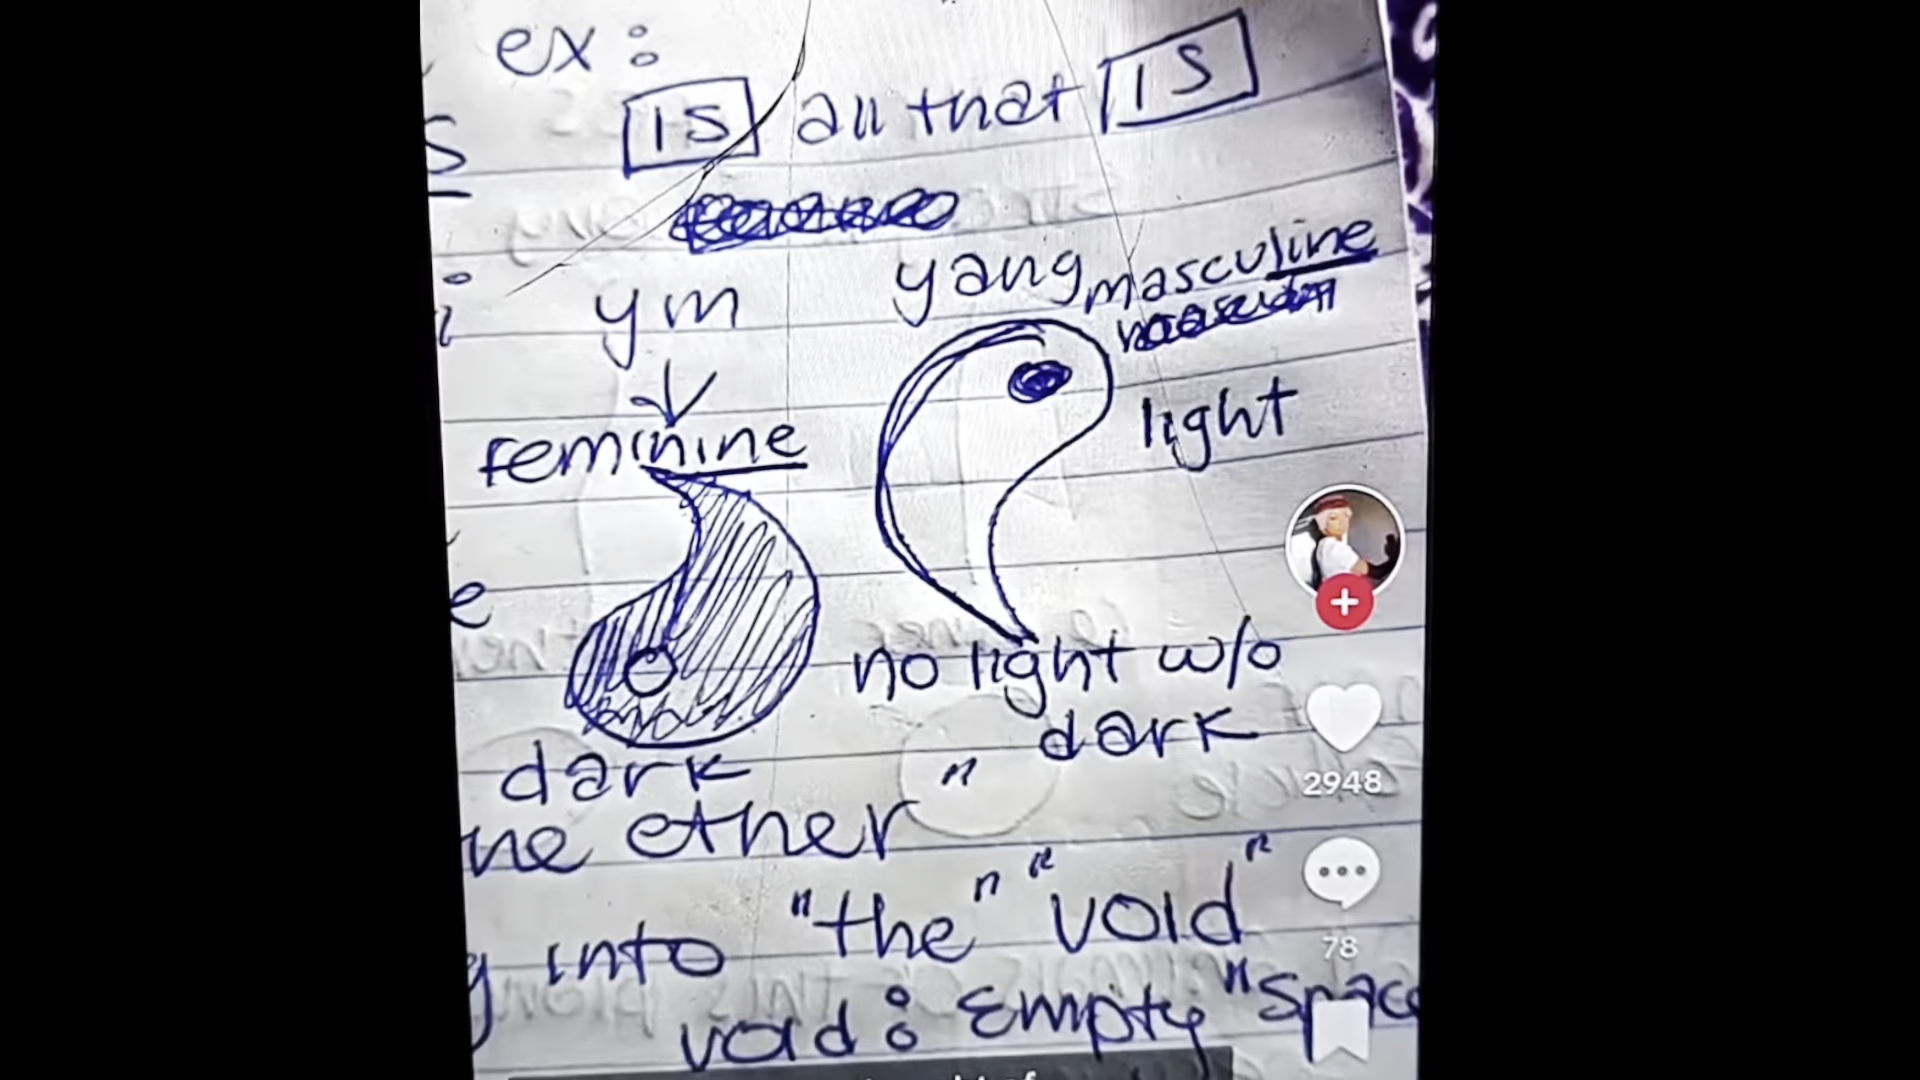 ex:
IS all that IS
yin yang masculine
feminine light
no light w/o
dark
dark
ether"
"the" "void"
into
void: Empty "Space
2948
78